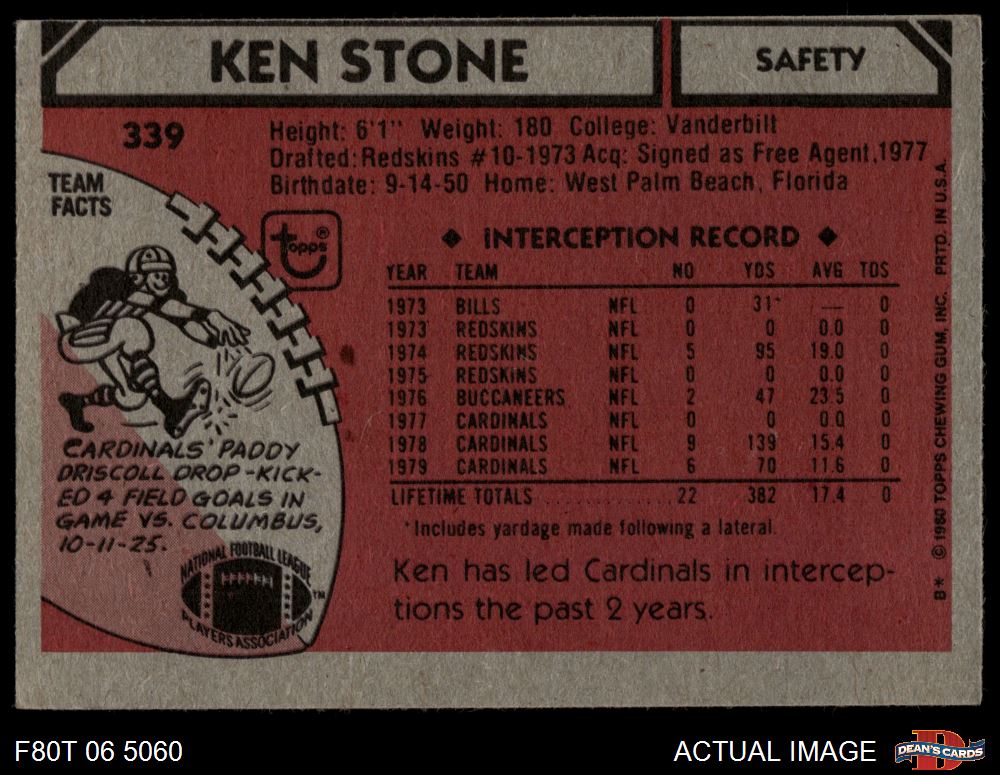 KEN STONE SAFETY
339
Height: 6'1" Weight: 180 College: Vanderbilt
Drafted: Redskins #10-1973 Acq: Signed as Free Agent, 1977
Birthdate: 9-14-50 Home: West Palm Beach, Florida
TEAM
FACTS
topps®
CARDINALS' PADDY
DRISCOLL DROP-KICK-
ED 4 FIELD GOALS IN
GAME VS. COLUMBUS,
10-11-25.
NATIONAL FOOTBALL LEAGUE
PLAYERS ASSOCIATION
TM
◆ INTERCEPTION RECORD ◆
YEAR TEAM NO YDS AVG TDS
1973 BILLS NFL 0 31* — 0
1973 REDSKINS NFL 0 0 0.0 0
1974 REDSKINS NFL 5 95 19.0 0
1975 REDSKINS NFL 0 0 0.0 0
1976 BUCCANEERS NFL 2 47 23.5 0
1977 CARDINALS NFL 0 0 0.0 0
1978 CARDINALS NFL 9 139 15.4 0
1979 CARDINALS NFL 6 70 11.6 0
LIFETIME TOTALS 22 382 17.4 0
*Includes yardage made following a lateral.
Ken has led Cardinals in intercep-
tions the past 2 years.
B* © 1980 TOPPS CHEWING GUM, INC. PRTD. IN U.S.A.
F80T 06 5060 ACTUAL IMAGE
DEAN'S CARDS